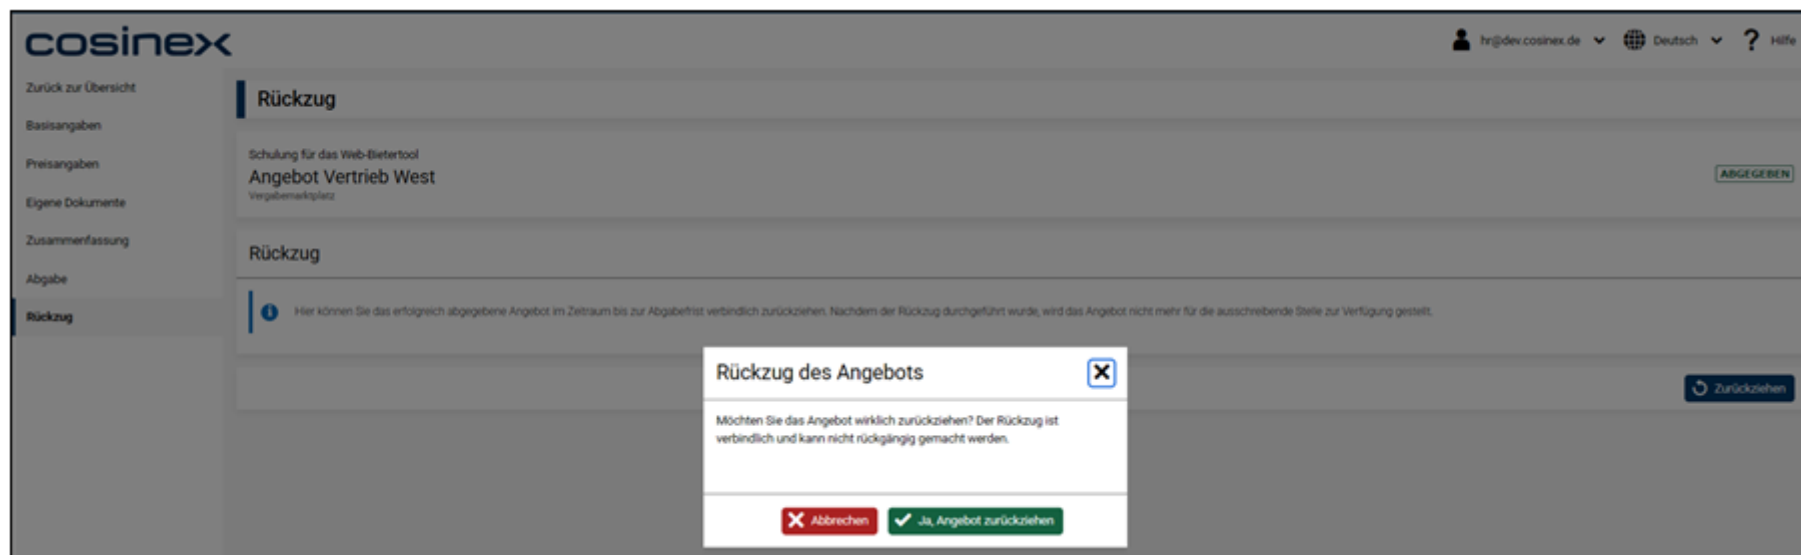 cosinex
hr@dev.cosinex.de
Deutsch
? Hilfe
Zurück zur Übersicht
Basisangaben
Preisangaben
Eigene Dokumente
Zusammenfassung
Abgabe
Rückzug
Rückzug
Schulung für das Web-Bietertool
Angebot Vertrieb West
Vergabemarktplatz
ABGEGEBEN
Rückzug
Hier können Sie das erfolgreich abgegebene Angebot im Zeitraum bis zur Abgabefrist verbindlich zurückziehen. Nachdem der Rückzug durchgeführt wurde, wird das Angebot nicht mehr für die ausschreibende Stelle zur Verfügung gestellt.
Zurückziehen
Rückzug des Angebots
Möchten Sie das Angebot wirklich zurückziehen? Der Rückzug ist
verbindlich und kann nicht rückgängig gemacht werden.
Abbrechen
Ja, Angebot zurückziehen